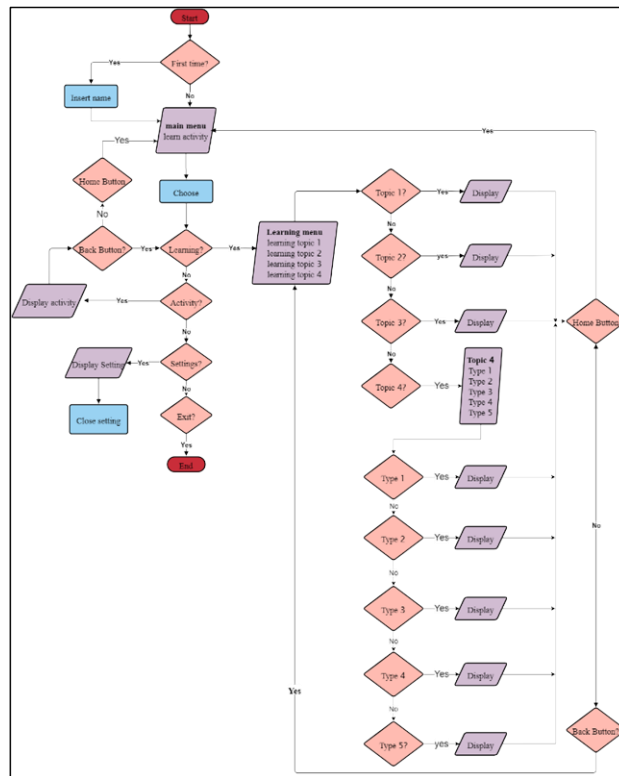 Start
First time?
Yes
No
Insert name
main menu
learn activity
Yes
Yes
Home Button
No
Choose
Back Button?
Yes
Learning?
Yes
No
Display activity
Yes
Activity?
No
Display Setting
Yes
Settings?
No
Close setting
Exit?
Yes
End
Learning menu
learning topic 1
learning topic 2
learning topic 3
learning topic 4
Topic 1?
Yes
Display
No
Topic 2?
yes
Display
No
Topic 3?
Yes
Display
No
Topic 4?
Yes
Topic 4
Type 1
Type 2
Type 3
Type 4
Type 5
Type 1
Yes
Display
No
Type 2
Yes
Display
No
Type 3
Yes
Display
No
Type 4
Yes
Display
No
Type 5?
yes
Display
Home Button
No
Back Button?
Yes